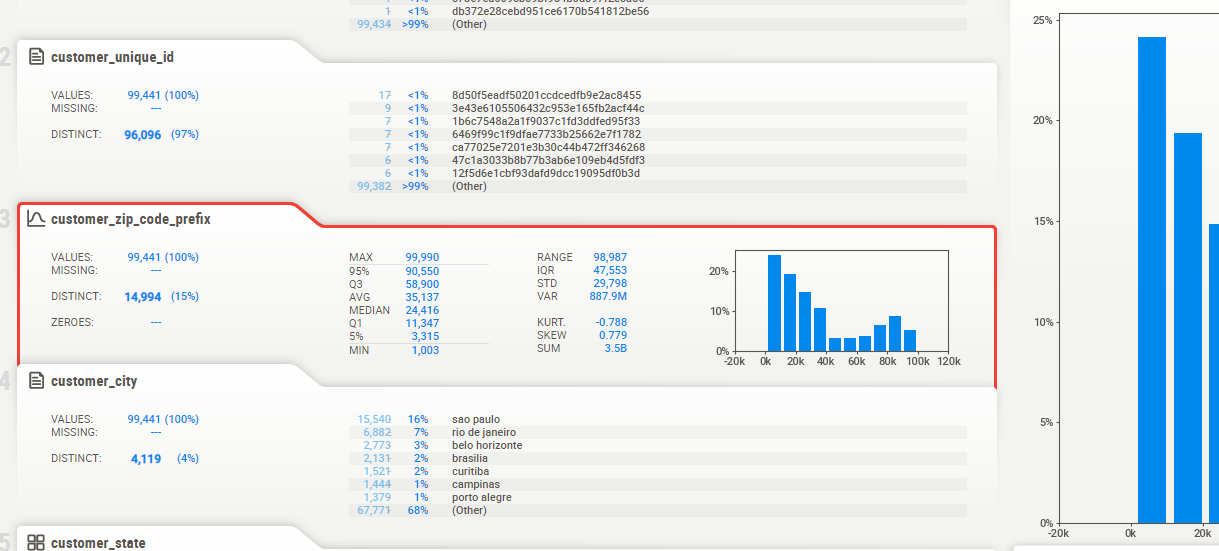 1 <1% db372e28cebd951ce6170b541812be56
99,434 >99% (Other)
2 customer_unique_id
VALUES: 99,441 (100%)
MISSING: ---
DISTINCT: 96,096 (97%)
17 <1% 8d50f5eadf50201ccdcedfb9e2ac8455
9 <1% 3e43e6105506432c953e165fb2acf44c
7 <1% 1b6c7548a2a1f9037c1fd3ddfed95f33
7 <1% 6469f99c1f9dfae7733b25662e7f1782
7 <1% ca77025e7201e3b30c44b472ff346268
6 <1% 47c1a3033b8b77b3ab6e109eb4d5fdf3
6 <1% 12f5d6e1cbf93dafd9dcc19095df0b3d
99,382 >99% (Other)
3 customer_zip_code_prefix
VALUES: 99,441 (100%)
MISSING: ---
DISTINCT: 14,994 (15%)
ZEROES: ---
MAX 99,990
95% 90,550
Q3 58,900
AVG 35,137
MEDIAN 24,416
Q1 11,347
5% 3,315
MIN 1,003
RANGE 98,987
IQR 47,553
STD 29,798
VAR 887.9M
KURT. -0.788
SKEW 0.779
SUM 3.5B
20%
10%
0%
-20k 0k 20k 40k 60k 80k 100k 120k
4 customer_city
VALUES: 99,441 (100%)
MISSING: ---
DISTINCT: 4,119 (4%)
15,540 16% sao paulo
6,882 7% rio de janeiro
2,773 3% belo horizonte
2,131 2% brasilia
1,521 2% curitiba
1,444 1% campinas
1,379 1% porto alegre
67,771 68% (Other)
5 customer_state
25%
20%
15%
10%
5%
0%
-20k 0k 20k